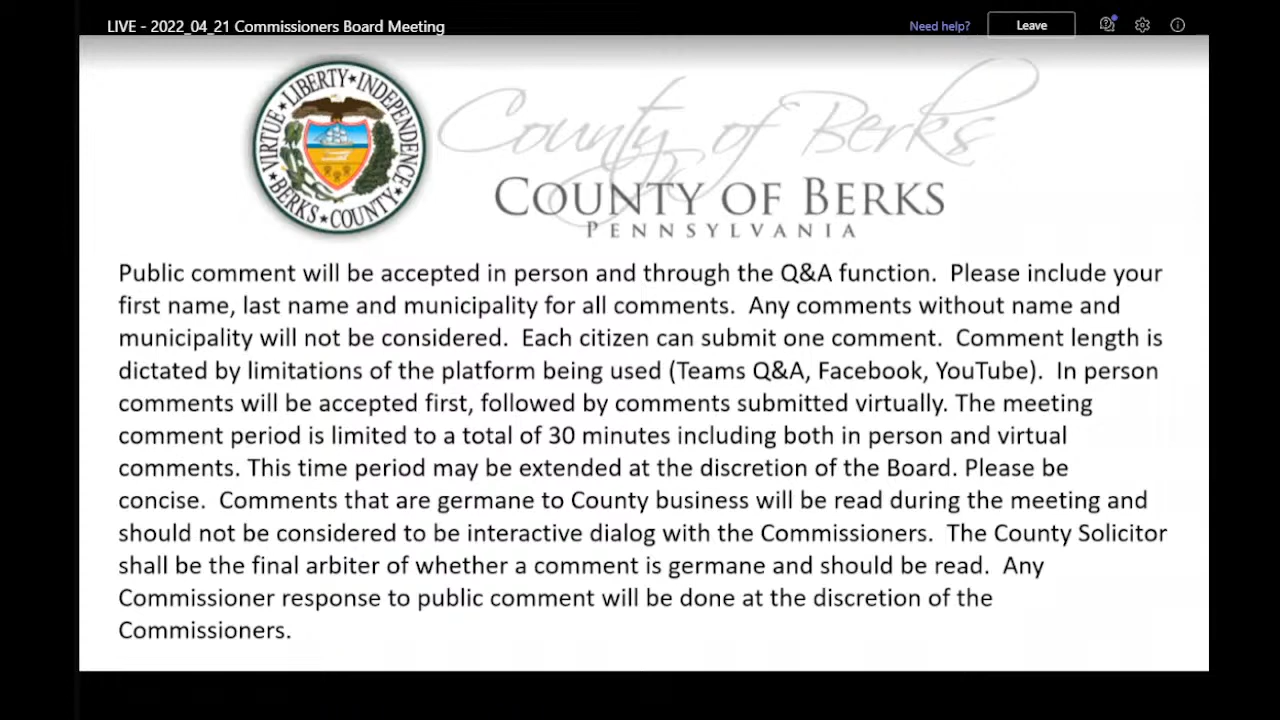 LIVE - 2022_04_21 Commissioners Board Meeting
Need help?
Leave
VIRTUE★LIBERTY★INDEPENDENCE★
★BERKS★COUNTY★
County of Berks
COUNTY OF BERKS
PENNSYLVANIA
Public comment will be accepted in person and through the Q&A function.  Please include your
first name, last name and municipality for all comments.  Any comments without name and
municipality will not be considered.  Each citizen can submit one comment.  Comment length is
dictated by limitations of the platform being used (Teams Q&A, Facebook, YouTube).  In person
comments will be accepted first, followed by comments submitted virtually. The meeting
comment period is limited to a total of 30 minutes including both in person and virtual
comments. This time period may be extended at the discretion of the Board. Please be
concise.  Comments that are germane to County business will be read during the meeting and
should not be considered to be interactive dialog with the Commissioners.  The County Solicitor
shall be the final arbiter of whether a comment is germane and should be read.  Any
Commissioner response to public comment will be done at the discretion of the
Commissioners.